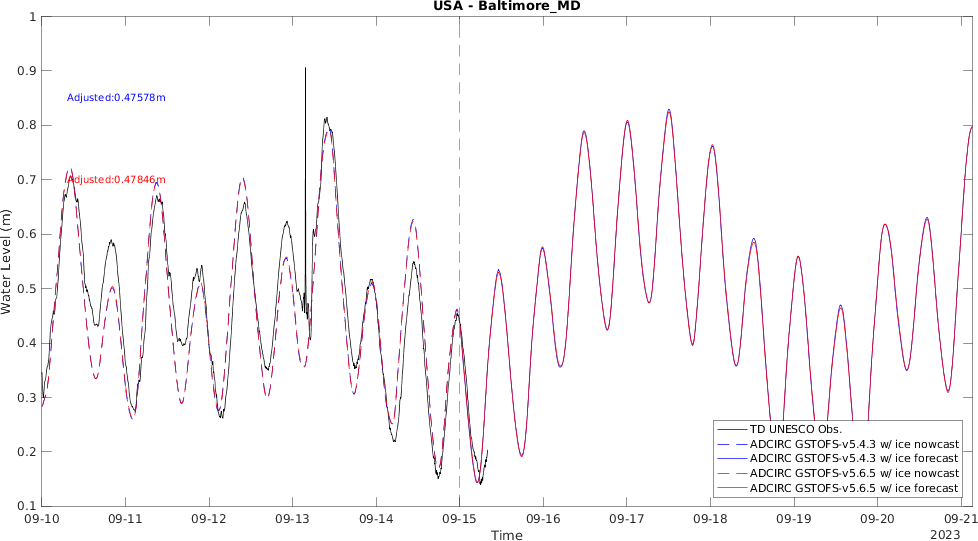 USA - Baltimore_MD
1
0.9
0.8
0.7
0.6
0.5
0.4
0.3
0.2
0.1
Water Level (m)
Adjusted:0.47578m
Adjusted:0.47846m
TD UNESCO Obs.
ADCIRC GSTOFS-v5.4.3 w/ ice nowcast
ADCIRC GSTOFS-v5.4.3 w/ ice forecast
ADCIRC GSTOFS-v5.6.5 w/ ice nowcast
ADCIRC GSTOFS-v5.6.5 w/ ice forecast
09-10 09-11 09-12 09-13 09-14 09-15 09-16 09-17 09-18 09-19 09-20 09-21
Time
2023